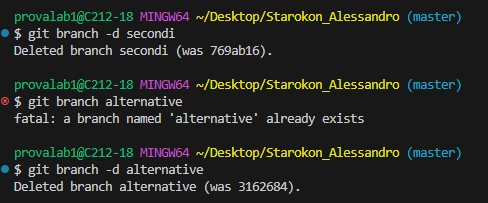 provalab1@C212-18 MINGW64 ~/Desktop/Starokon_Alessandro (master)
$ git branch -d secondi
Deleted branch secondi (was 769ab16).
provalab1@C212-18 MINGW64 ~/Desktop/Starokon_Alessandro (master)
$ git branch alternative
fatal: a branch named 'alternative' already exists
provalab1@C212-18 MINGW64 ~/Desktop/Starokon_Alessandro (master)
$ git branch -d alternative
Deleted branch alternative (was 3162684).